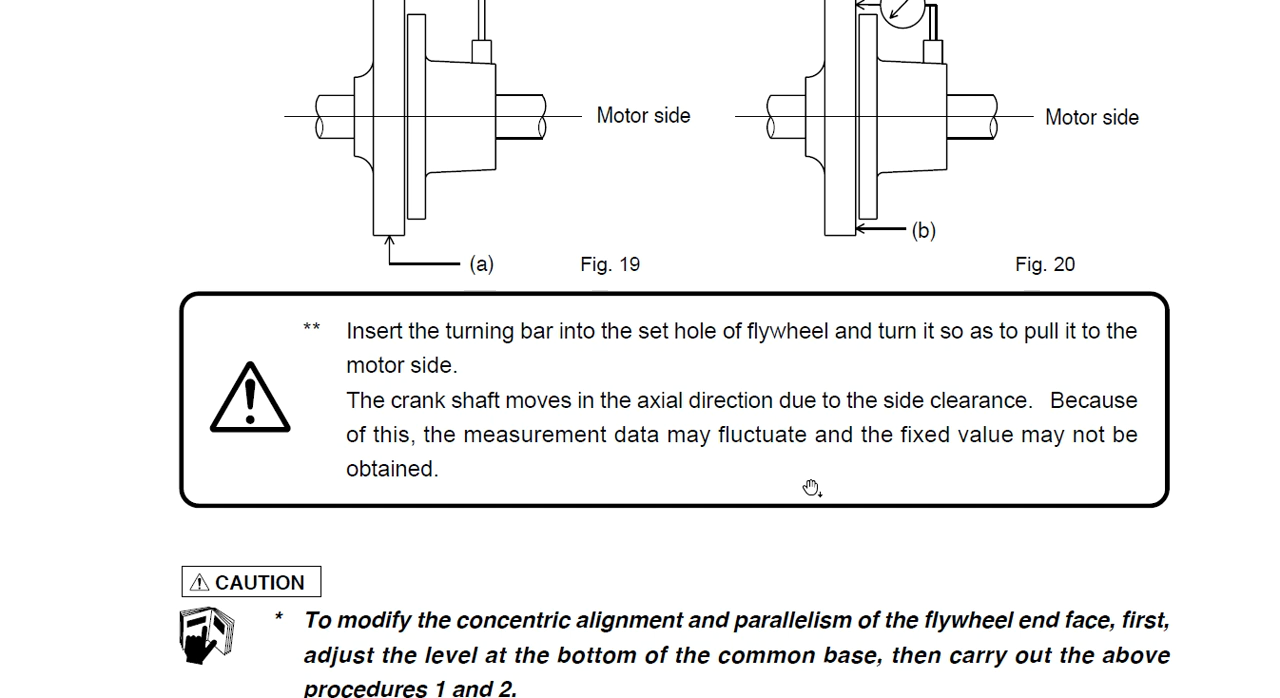 Motor side
Motor side
(b)
(a)
Fig. 19
Fig. 20
** Insert the turning bar into the set hole of flywheel and turn it so as to pull it to the
motor side.
The crank shaft moves in the axial direction due to the side clearance. Because
of this, the measurement data may fluctuate and the fixed value may not be
obtained.
CAUTION
* To modify the concentric alignment and parallelism of the flywheel end face, first,
adjust the level at the bottom of the common base, then carry out the above
procedures 1 and 2.